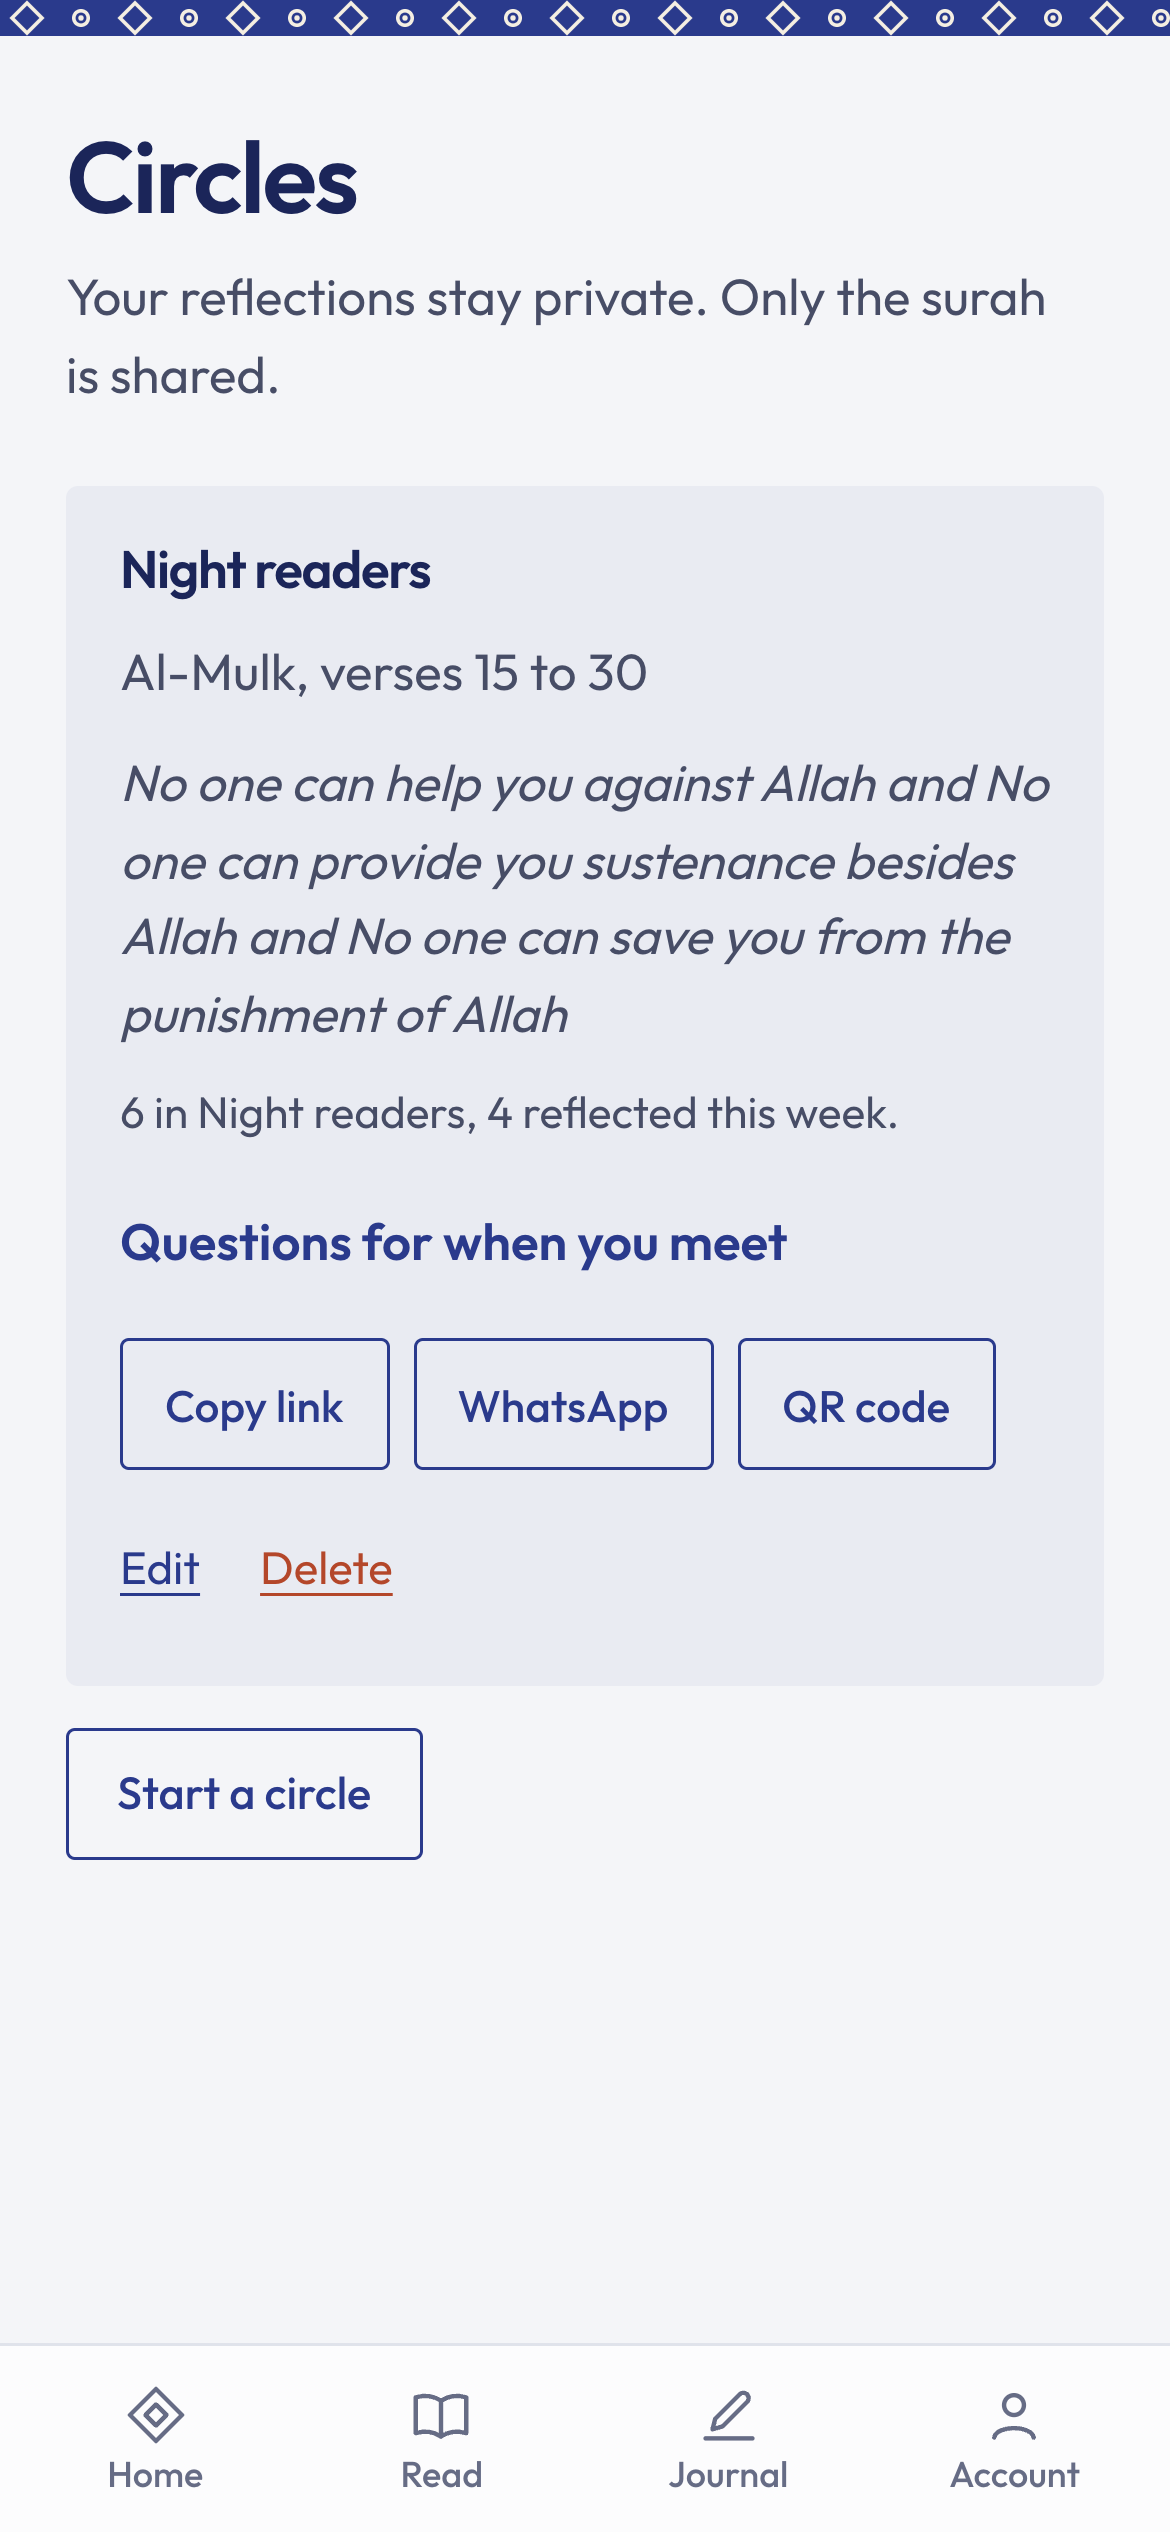 Circles
Your reflections stay private. Only the surah
is shared.
Night readers
Al-Mulk, verses 15 to 30
No one can help you against Allah and No
one can provide you sustenance besides
Allah and No one can save you from the
punishment of Allah
6 in Night readers, 4 reflected this week.
Questions for when you meet
Copy link WhatsApp QR code
Edit Delete
Start a circle
Home Read Journal Account